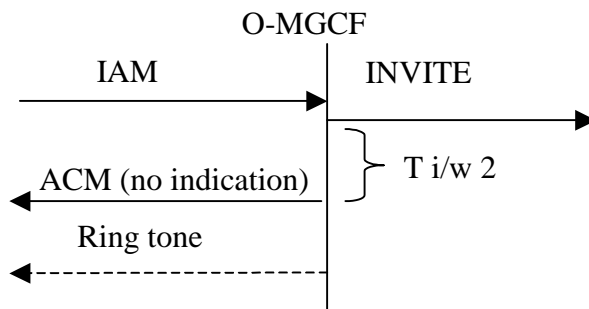 O-MGCF
IAM
INVITE
T i/w 2
ACM (no indication)
Ring tone